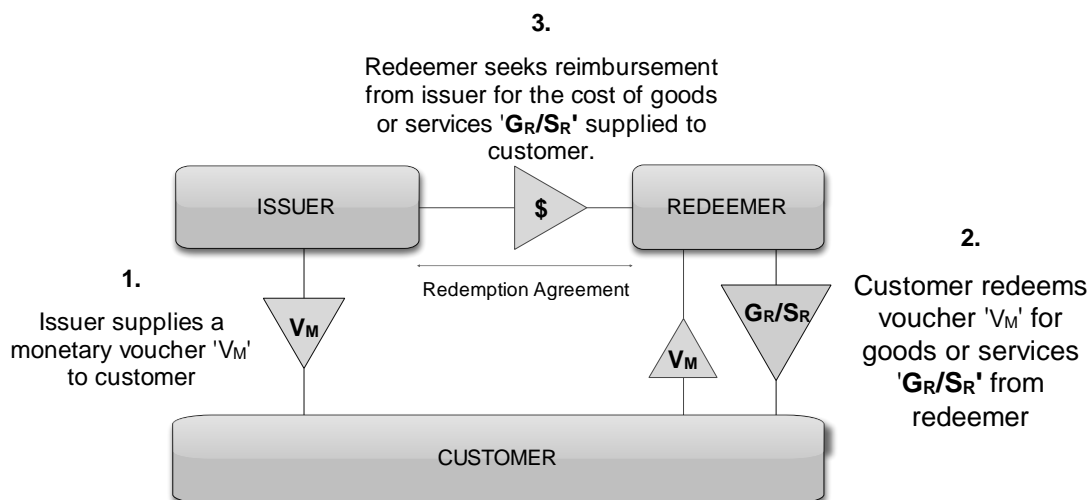 3.
Redeemer seeks reimbursement
from issuer for the cost of goods
or services 'GR/SR' supplied to
customer.
ISSUER
$
REDEEMER
1.
Issuer supplies a
monetary voucher 'VM'
to customer
VM
Redemption Agreement
VM
GR/SR
2.
Customer redeems
voucher 'VM' for
goods or services
'GR/SR' from
redeemer
CUSTOMER